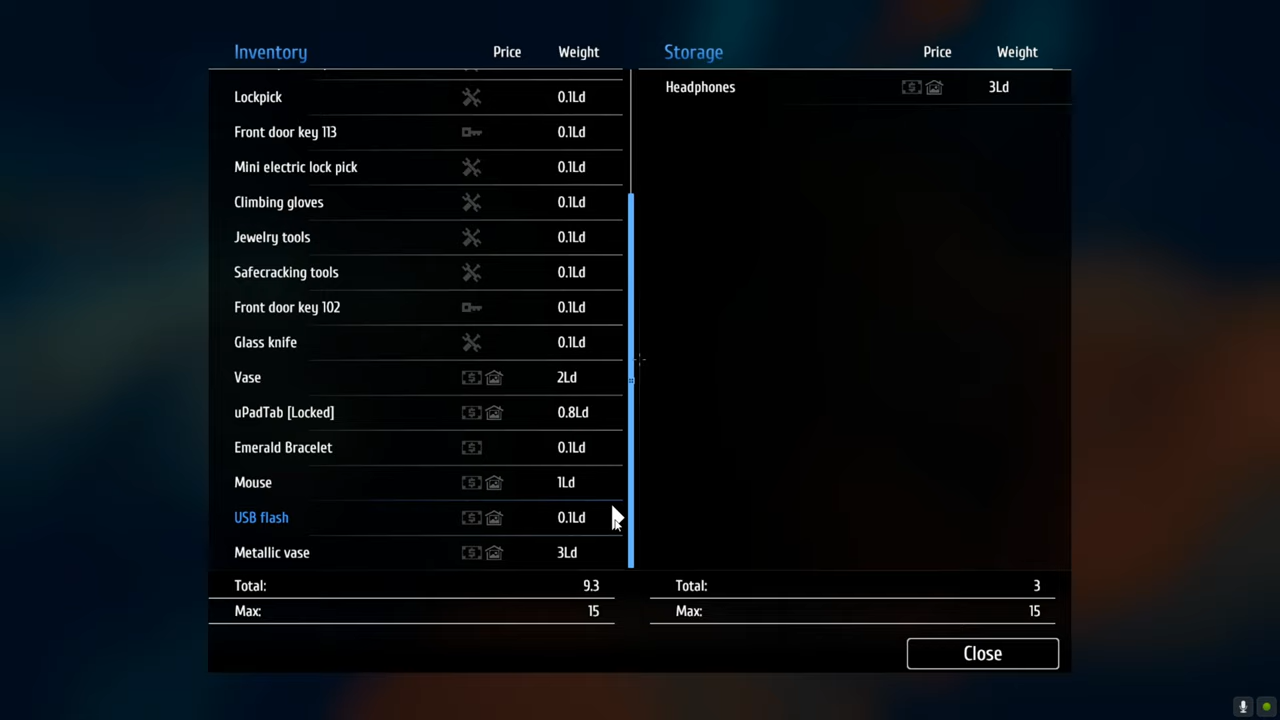 Inventory Price Weight
Lockpick 0.1Ld
Front door key 113 0.1Ld
Mini electric lock pick 0.1Ld
Climbing gloves 0.1Ld
Jewelry tools 0.1Ld
Safecracking tools 0.1Ld
Front door key 102 0.1Ld
Glass knife 0.1Ld
Vase 2Ld
uPadTab [Locked] 0.8Ld
Emerald Bracelet 0.1Ld
Mouse 1Ld
USB flash 0.1Ld
Metallic vase 3Ld
Total: 9.3
Max: 15
Storage Price Weight
Headphones 3Ld
Total: 3
Max: 15
Close